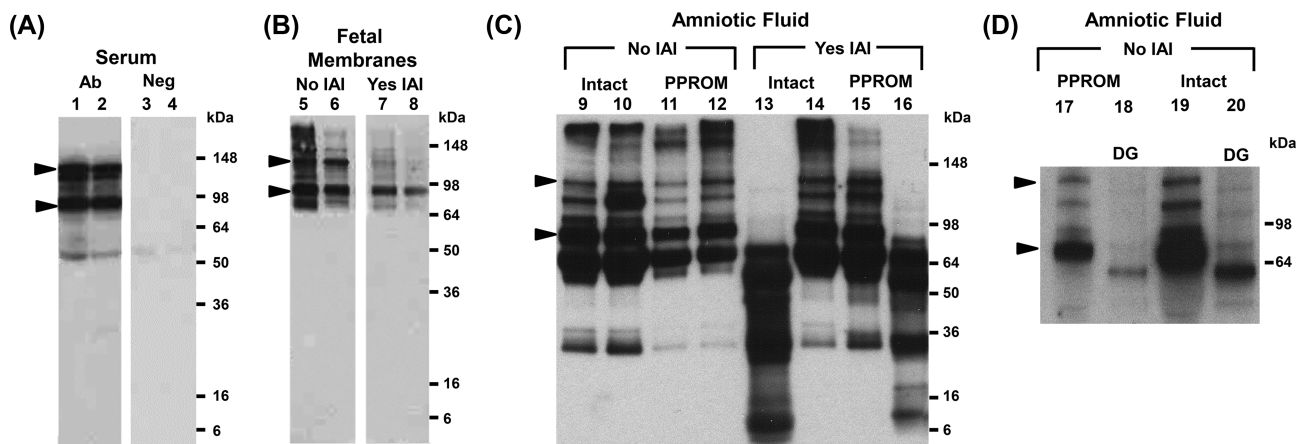 (A)
Serum
Ab Neg
1 2 3 4
kDa
148
98
64
50
36
16
6
(B)
Fetal
Membranes
No IAI Yes IAI
5 6 7 8
kDa
148
98
64
50
36
16
6
(C)
Amniotic Fluid
No IAI Yes IAI
Intact PPROM Intact PPROM
9 10 11 12 13 14 15 16
kDa
148
98
64
50
36
16
6
(D)
Amniotic Fluid
No IAI
PPROM Intact
17 18 19 20
DG DG
kDa
98
64